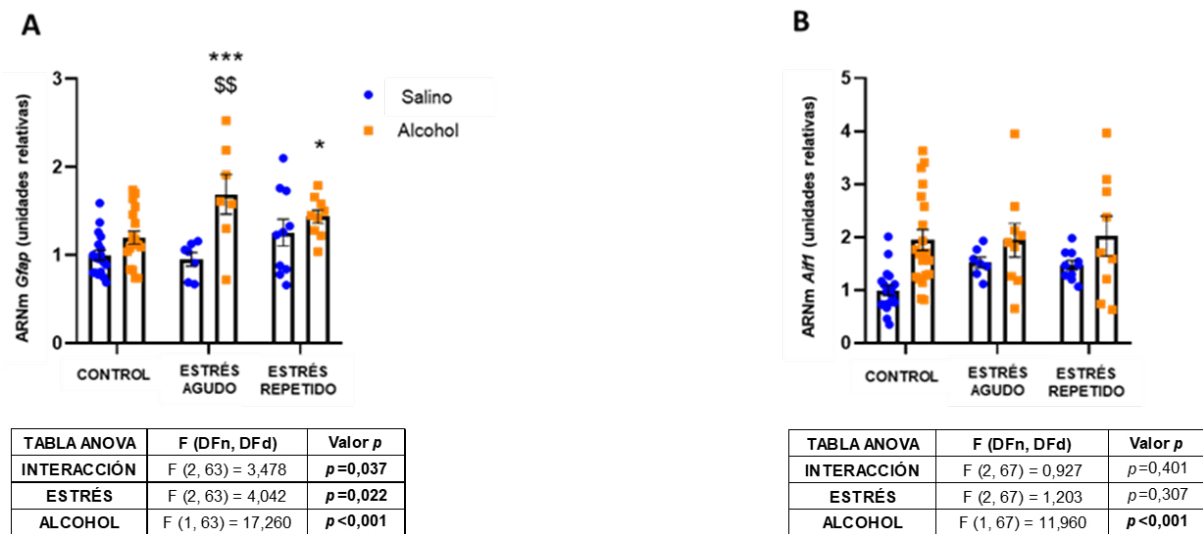 A
ARNm Gfap (unidades relativas)
3
2
1
0
***
$$
*
Salino
Alcohol
CONTROL
ESTRÉS
AGUDO
ESTRÉS
REPETIDO
TABLA ANOVA F (DFn, DFd) Valor p
INTERACCIÓN F (2, 63) = 3,478 p=0,037
ESTRÉS F (2, 63) = 4,042 p=0,022
ALCOHOL F (1, 63) = 17,260 p<0,001
B
ARNm Aif1 (unidades relativas)
5
4
3
2
1
0
CONTROL
ESTRÉS
AGUDO
ESTRÉS
REPETIDO
TABLA ANOVA F (DFn, DFd) Valor p
INTERACCIÓN F (2, 67) = 0,927 p=0,401
ESTRÉS F (2, 67) = 1,203 p=0,307
ALCOHOL F (1, 67) = 11,960 p<0,001